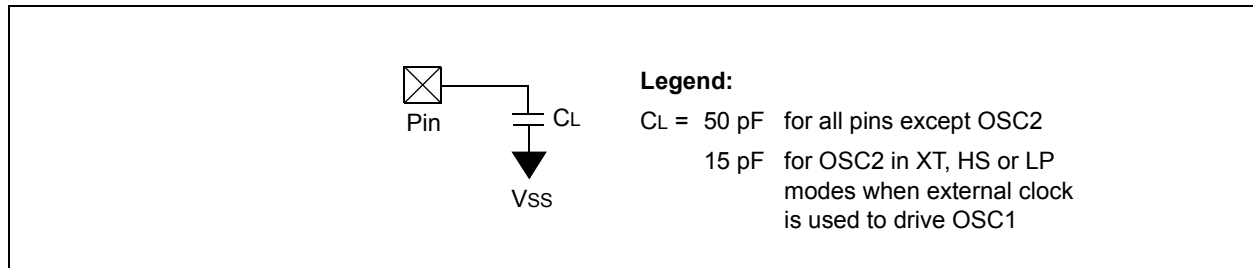 Legend:
Pin
CL
VSS
CL = 50 pF for all pins except OSC2
15 pF for OSC2 in XT, HS or LP
modes when external clock
is used to drive OSC1